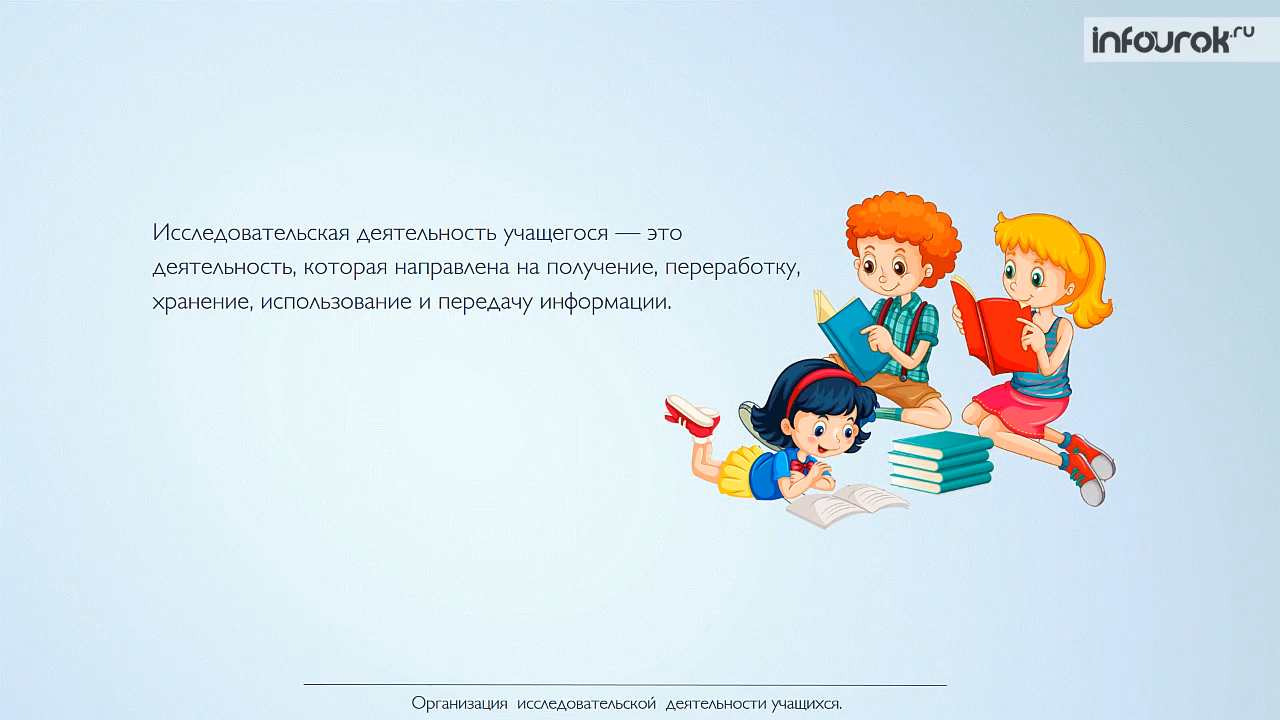 infourok.ru
Исследовательская деятельность учащегося — это
деятельность, которая направлена на получение, переработку,
хранение, использование и передачу информации.
Организация исследовательской деятельности учащихся.